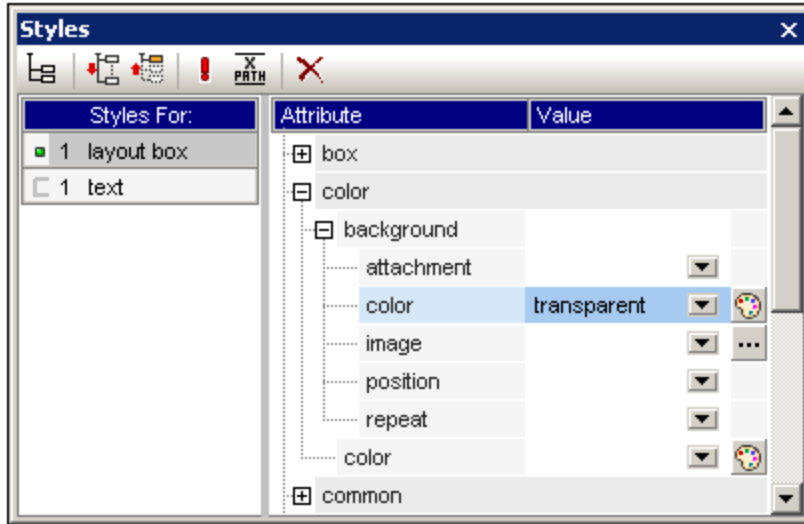 Styles
X
PATH
Styles For:
1 layout box
1 text
Attribute Value
box
color
background
attachment
color transparent
image ...
position
repeat
color
common